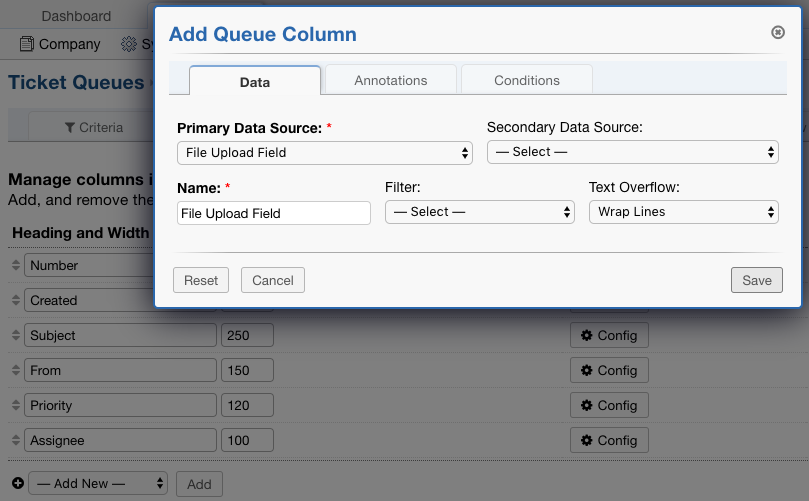 Dashboard
Add Queue Column
Company
Sy
Ticket Queues
Data
Annotations
Conditions
Criteria
Primary Data Source: *
Secondary Data Source:
File Upload Field
— Select —
Manage columns i
Add, and remove the
Name: *
Filter:
Text Overflow:
File Upload Field
— Select —
Wrap Lines
Heading and Width
Number
Reset
Cancel
Save
Created
Subject
250
Config
From
150
Config
Priority
120
Config
Assignee
100
Config
— Add New —
Add